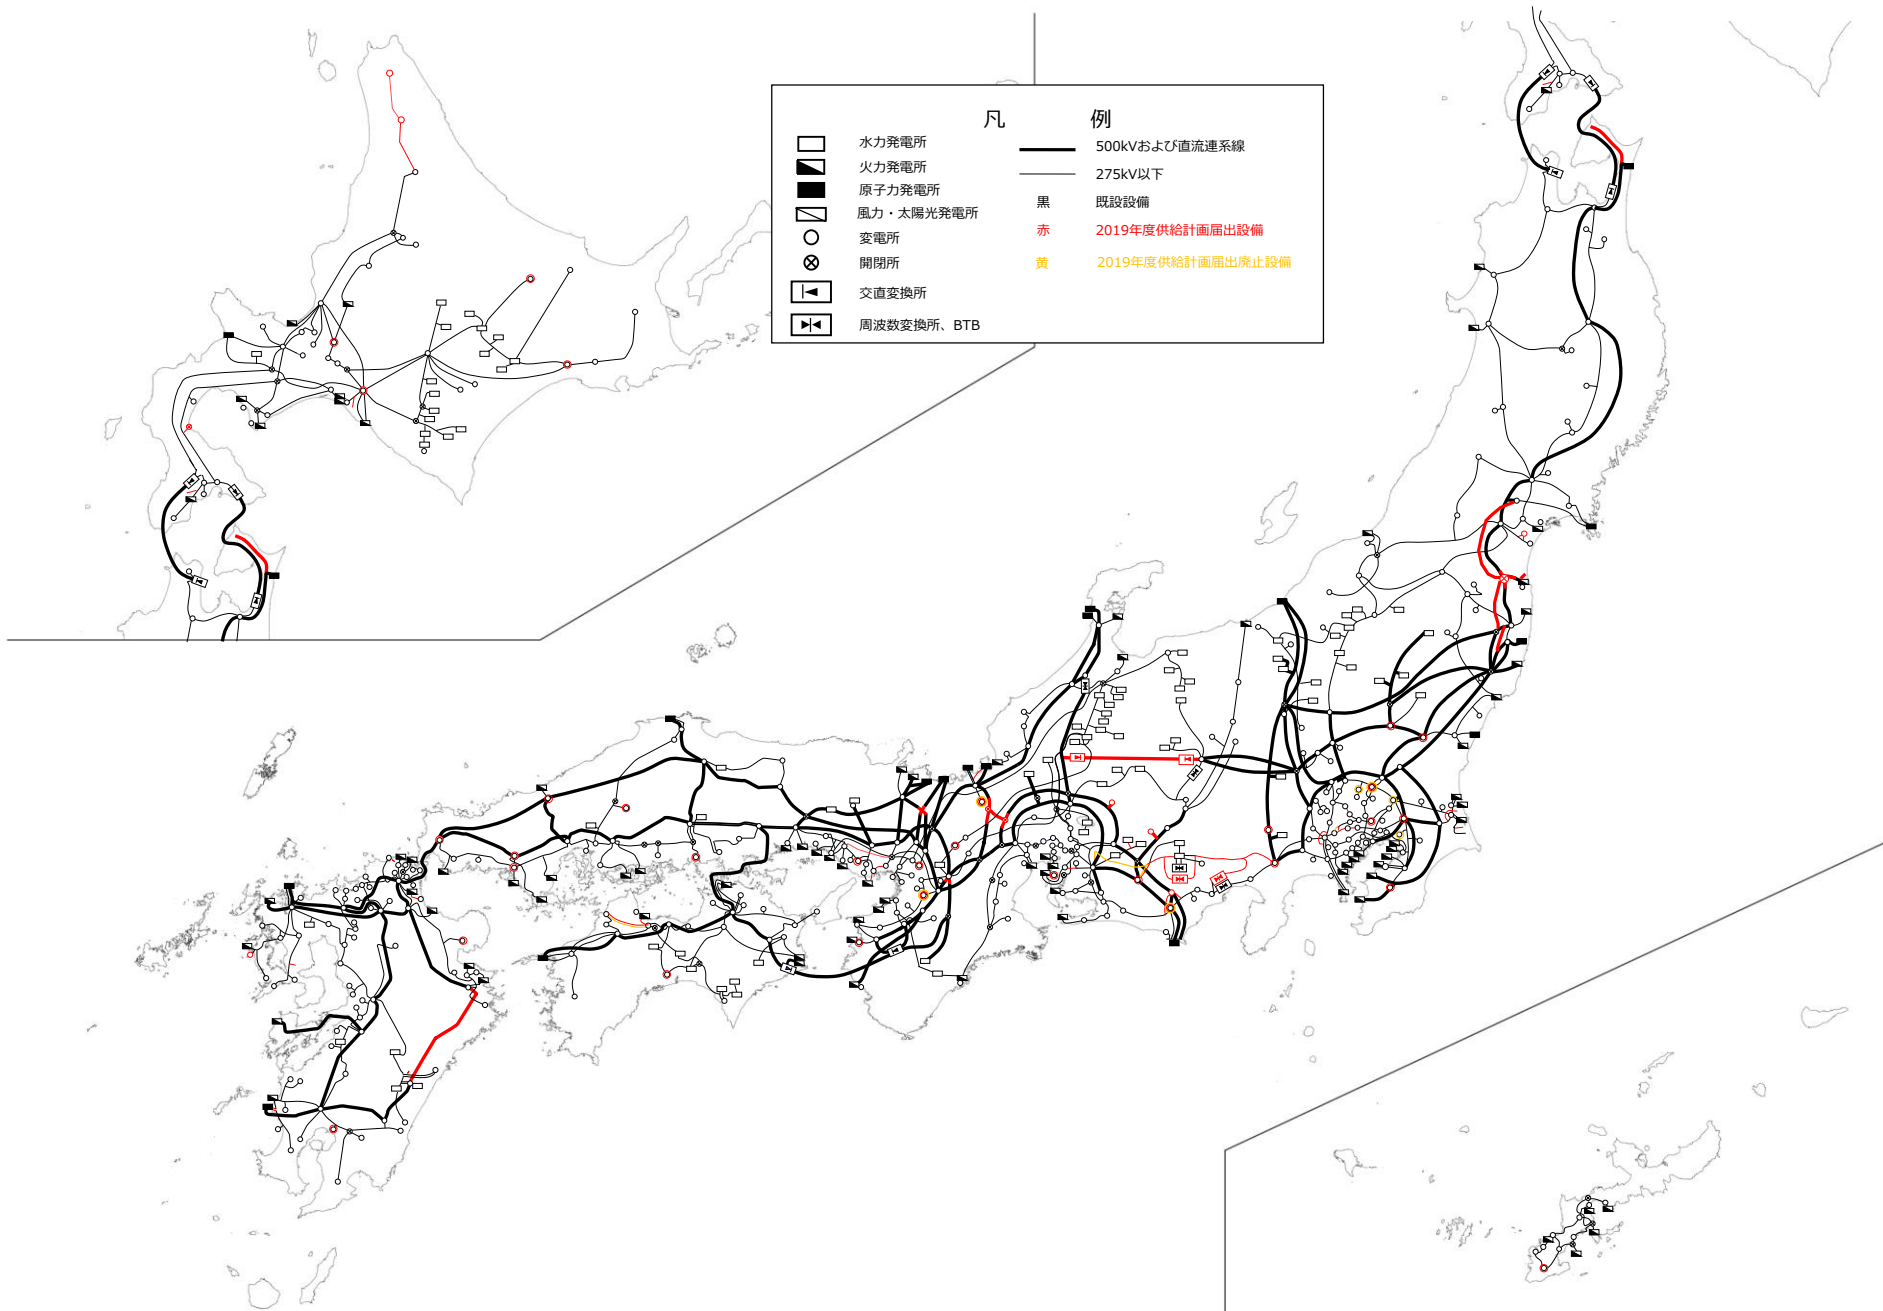 凡 例
水力発電所
火力発電所
原子力発電所
風力・太陽光発電所
変電所
開閉所
交直変換所
周波数変換所、BTB
500kVおよび直流連系線
275kV以下
黒 既設設備
赤 2019年度供給計画届出設備
黄 2019年度供給計画届出廃止設備